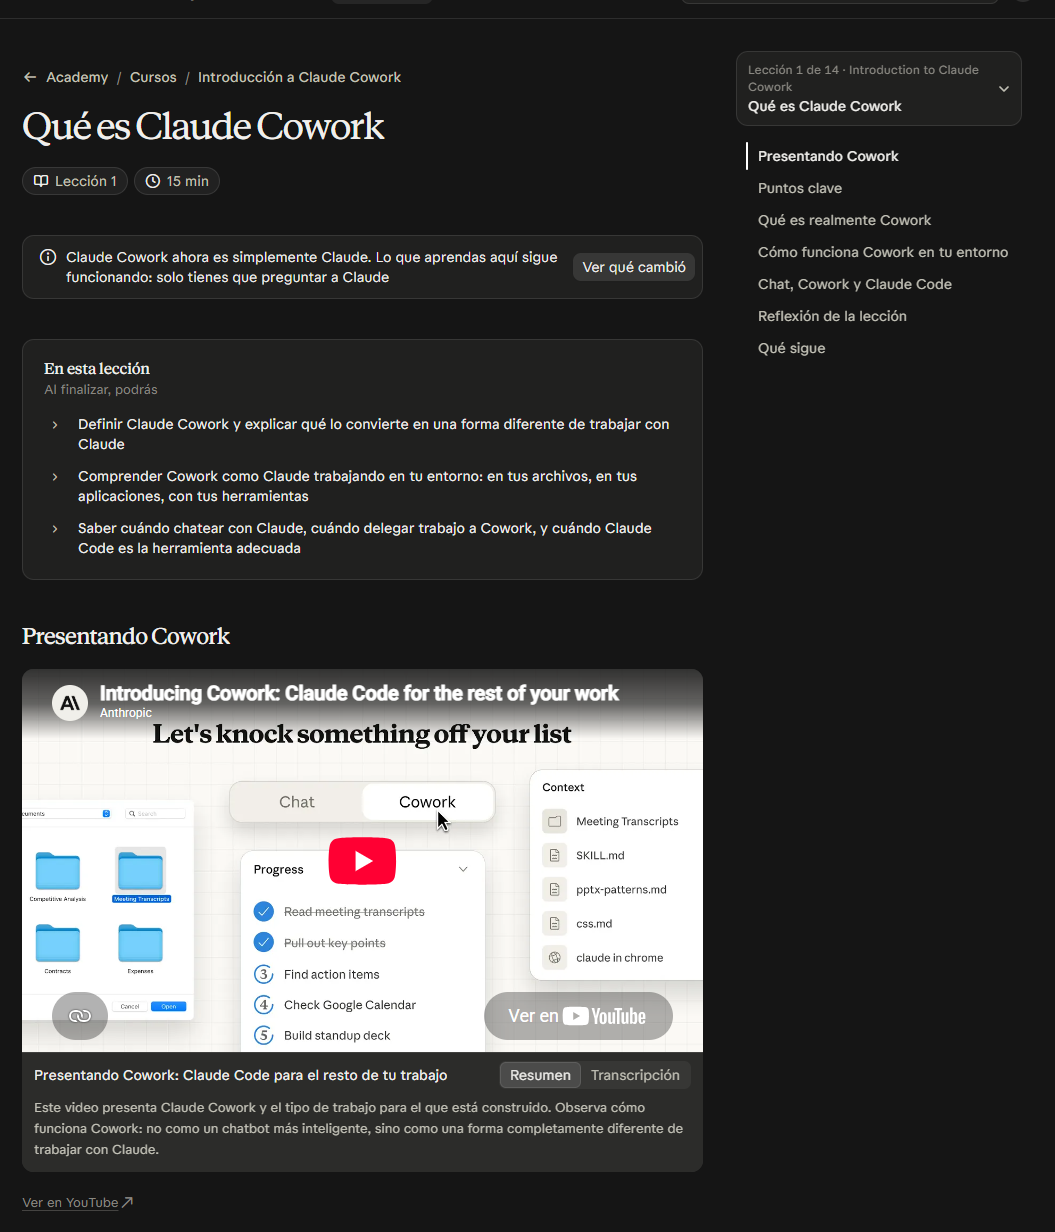 Academy / Cursos / Introducción a Claude Cowork
Qué es Claude Cowork
Lección 1
15 min
Claude Cowork ahora es simplemente Claude. Lo que aprendas aquí sigue
funcionando: solo tienes que preguntar a Claude
Ver qué cambió
En esta lección
Al finalizar, podrás
Definir Claude Cowork y explicar qué lo convierte en una forma diferente de trabajar con
Claude
Comprender Cowork como Claude trabajando en tu entorno: en tus archivos, en tus
aplicaciones, con tus herramientas
Saber cuándo chatear con Claude, cuándo delegar trabajo a Cowork, y cuándo Claude
Code es la herramienta adecuada
Presentando Cowork
Introducing Cowork: Claude Code for the rest of your work
Anthropic
Let's knock something off your list
Chat
Cowork
Search
Competitive Analysis
Meeting Transcripts
Contracts
Expenses
Cancel
Open
Progress
Read meeting transcripts
Pull out key points
3 Find action items
4 Check Google Calendar
5 Build standup deck
Context
Meeting Transcripts
SKILL.md
pptx-patterns.md
css.md
claude in chrome
Ver en YouTube
Presentando Cowork: Claude Code para el resto de tu trabajo
Resumen
Transcripción
Este video presenta Claude Cowork y el tipo de trabajo para el que está construido. Observa cómo
funciona Cowork: no como un chatbot más inteligente, sino como una forma completamente diferente de
trabajar con Claude.
Ver en YouTube
Lección 1 de 14 · Introduction to Claude
Cowork
Qué es Claude Cowork
Presentando Cowork
Puntos clave
Qué es realmente Cowork
Cómo funciona Cowork en tu entorno
Chat, Cowork y Claude Code
Reflexión de la lección
Qué sigue